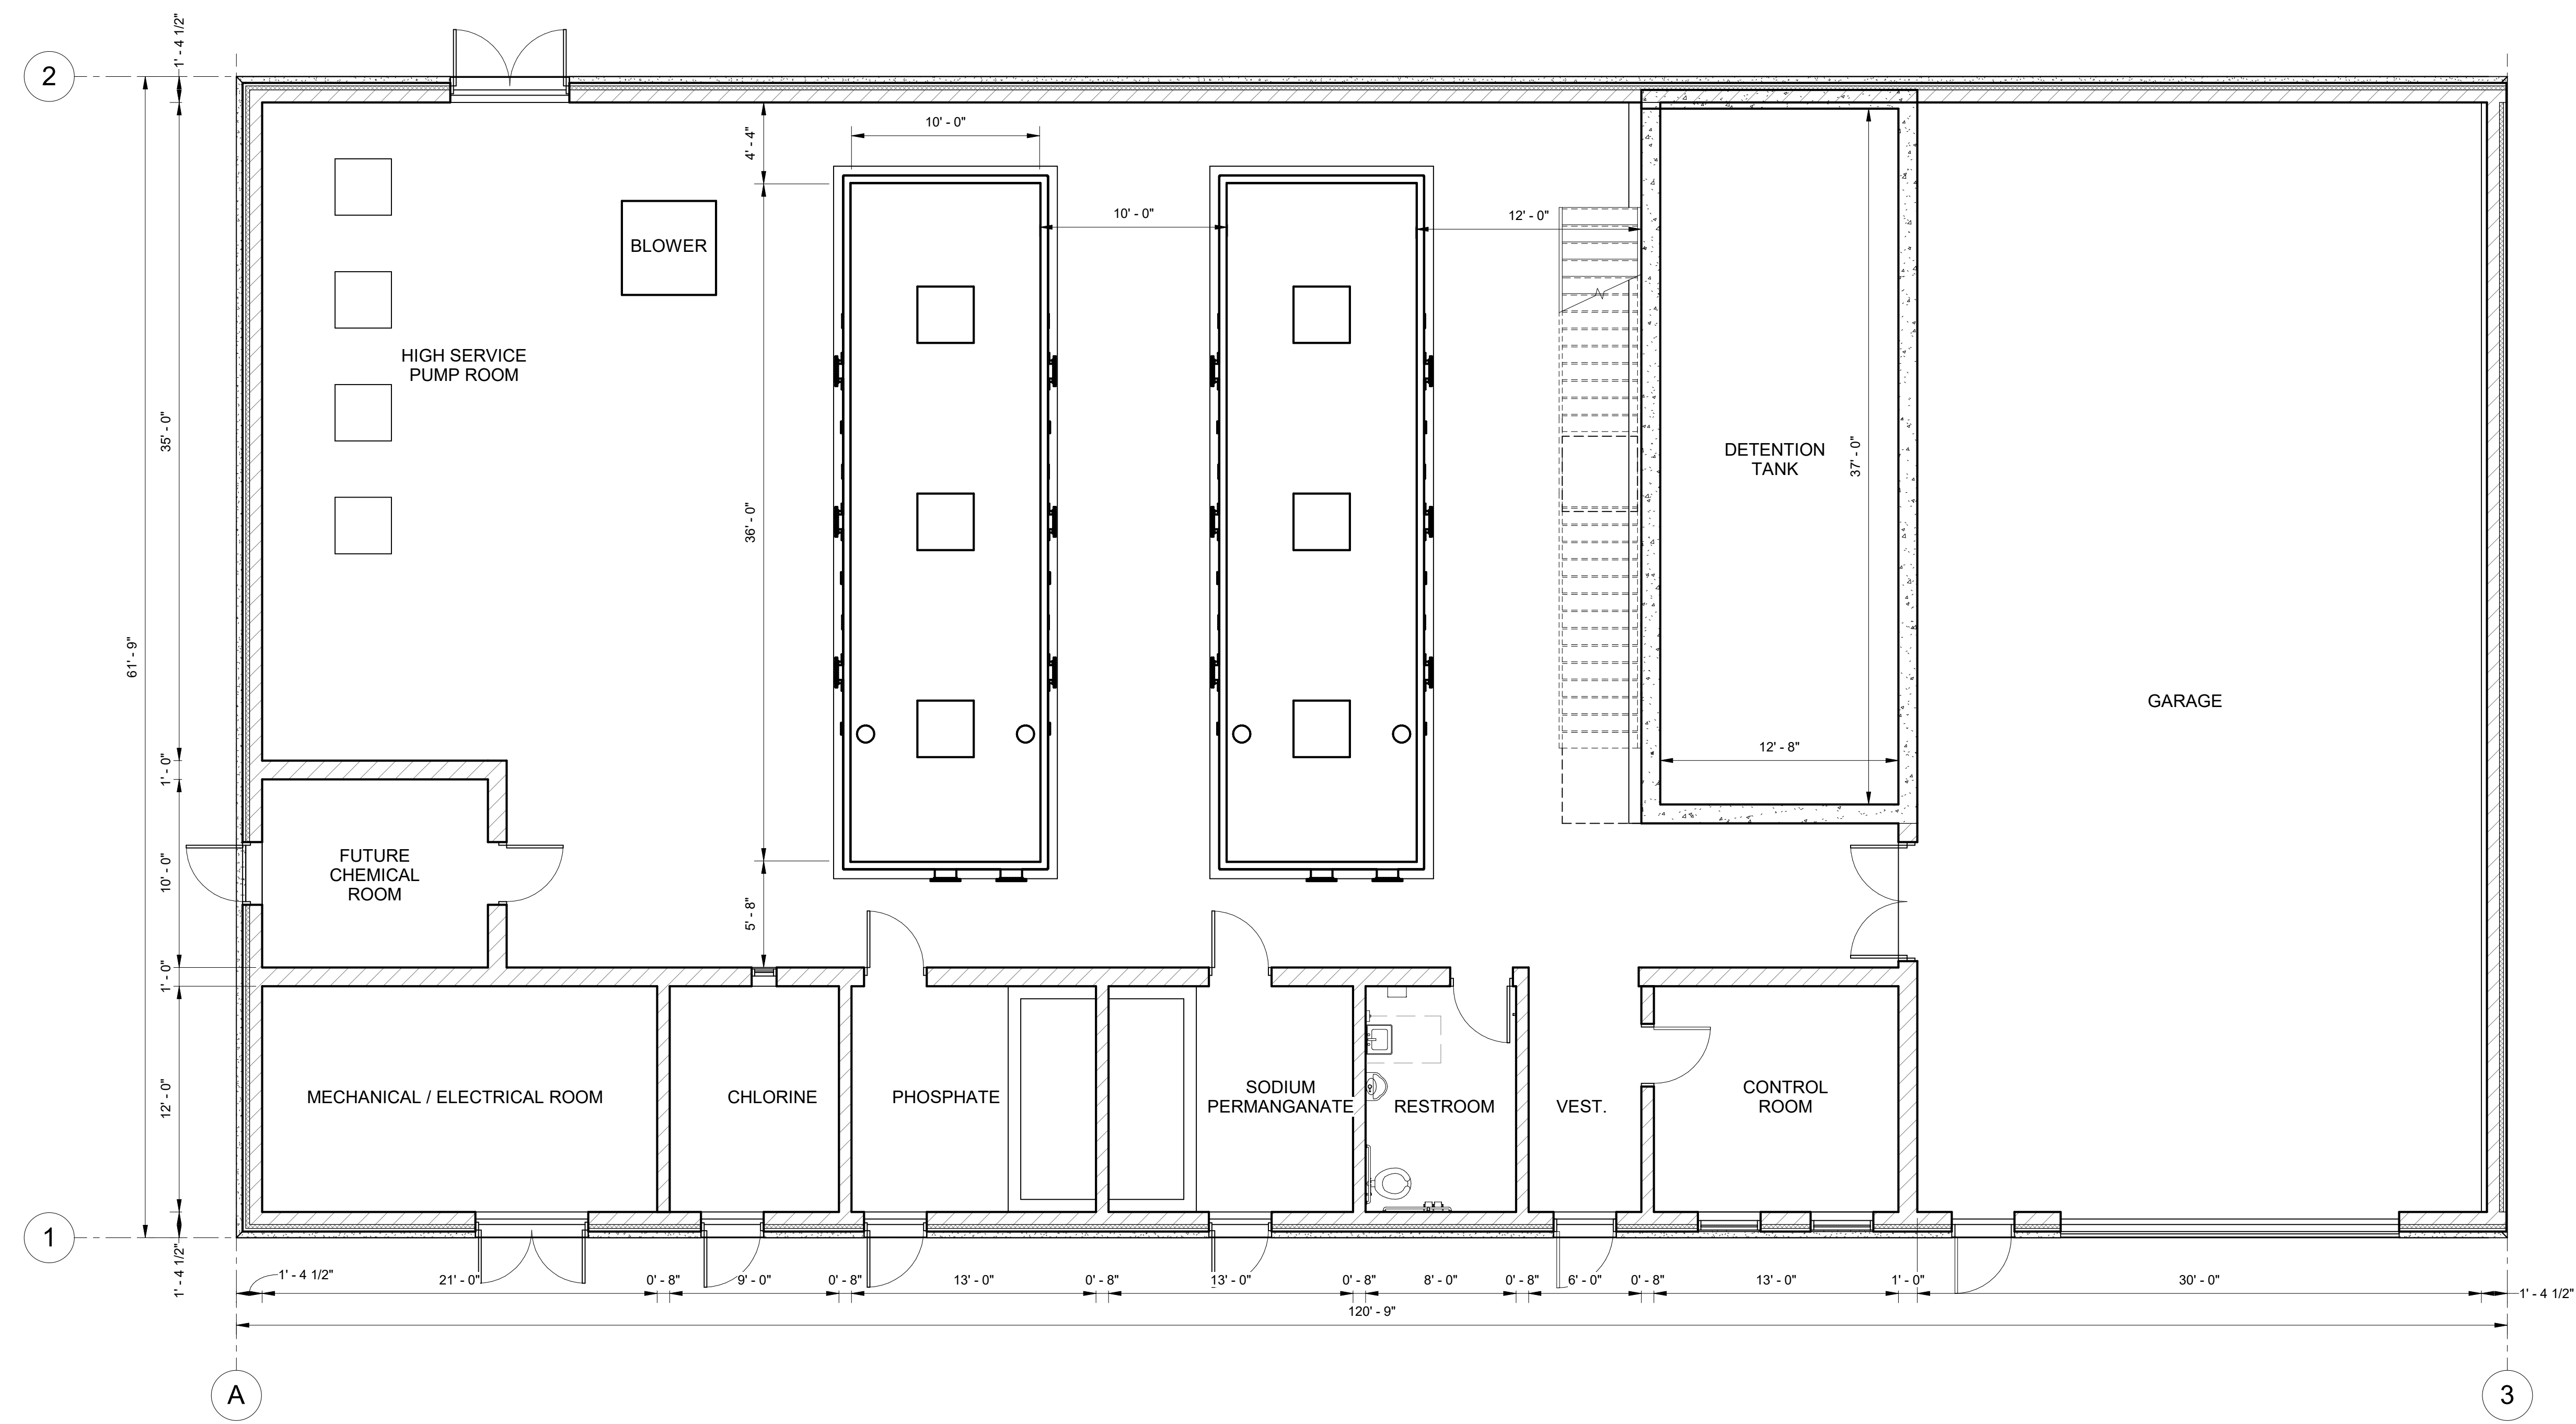 1' - 4 1/2"
2
10' - 0"
4' - 4"
10' - 0"
12' - 0"
BLOWER
HIGH SERVICE
PUMP ROOM
35' - 0"
DETENTION
TANK
37' - 0"
36' - 0"
61' - 9"
GARAGE
12' - 8"
1' - 0"
FUTURE
CHEMICAL
ROOM
10' - 0"
5' - 8"
1' - 0"
12' - 0"
MECHANICAL / ELECTRICAL ROOM
CHLORINE
PHOSPHATE
SODIUM
PERMANGANATE
RESTROOM
VEST.
CONTROL
ROOM
1
1' - 4 1/2"
1' - 4 1/2"
21' - 0"
0' - 8"
9' - 0"
0' - 8"
13' - 0"
0' - 8"
13' - 0"
0' - 8"
8' - 0"
0' - 8"
6' - 0"
0' - 8"
13' - 0"
1' - 0"
30' - 0"
1' - 4 1/2"
120' - 9"
A
3